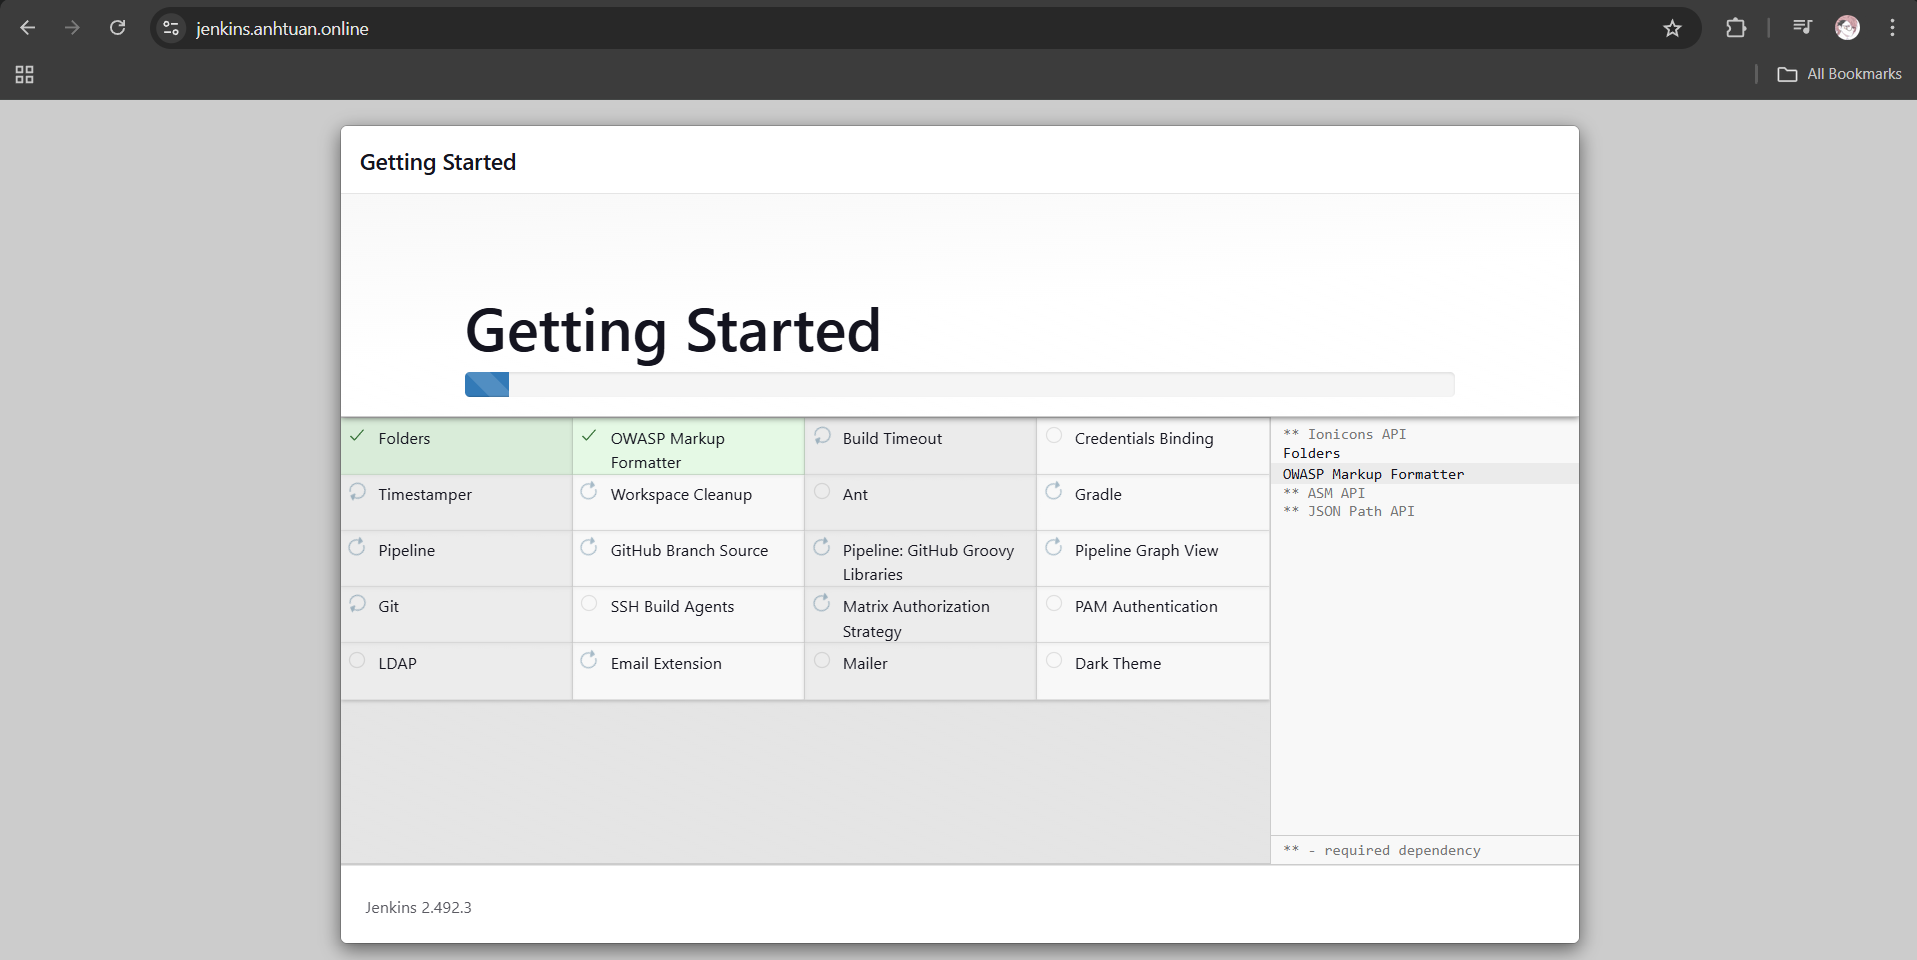 jenkins.anhtuan.online
All Bookmarks
Getting Started
Getting Started
Folders
OWASP Markup
Formatter
Build Timeout
Credentials Binding
Timestamper
Workspace Cleanup
Ant
Gradle
Pipeline
GitHub Branch Source
Pipeline: GitHub Groovy
Libraries
Pipeline Graph View
Git
SSH Build Agents
Matrix Authorization
Strategy
PAM Authentication
LDAP
Email Extension
Mailer
Dark Theme
** Ionicons API
Folders
OWASP Markup Formatter
** ASM API
** JSON Path API
** - required dependency
Jenkins 2.492.3